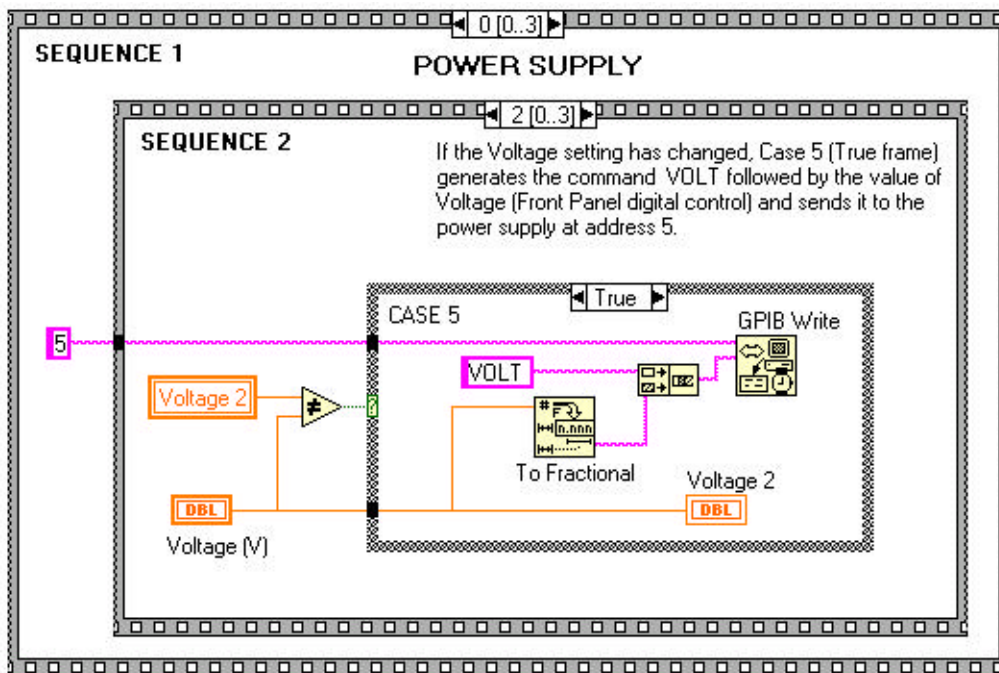 0 [0..3]
SEQUENCE 1
POWER SUPPLY
2 [0..3]
SEQUENCE 2
If the Voltage setting has changed, Case 5 (True frame)
generates the command VOLT followed by the value of
Voltage (Front Panel digital control) and sends it to the
power supply at address 5.
True
CASE 5
GPIB Write
5
VOLT
Voltage 2
≠
?
#
n.nnn
To Fractional
Voltage 2
DBL
DBL
Voltage (V)